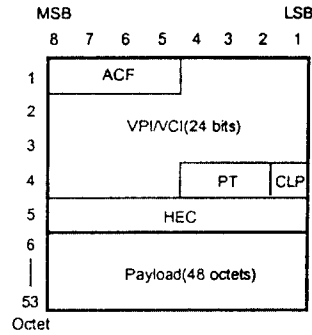 MSB LSB
8 7 6 5 4 3 2 1
1 ACF
2
VPI/VCI(24 bits)
3
4 PT CLP
5 HEC
6
Payload(48 octets)
53
Octet